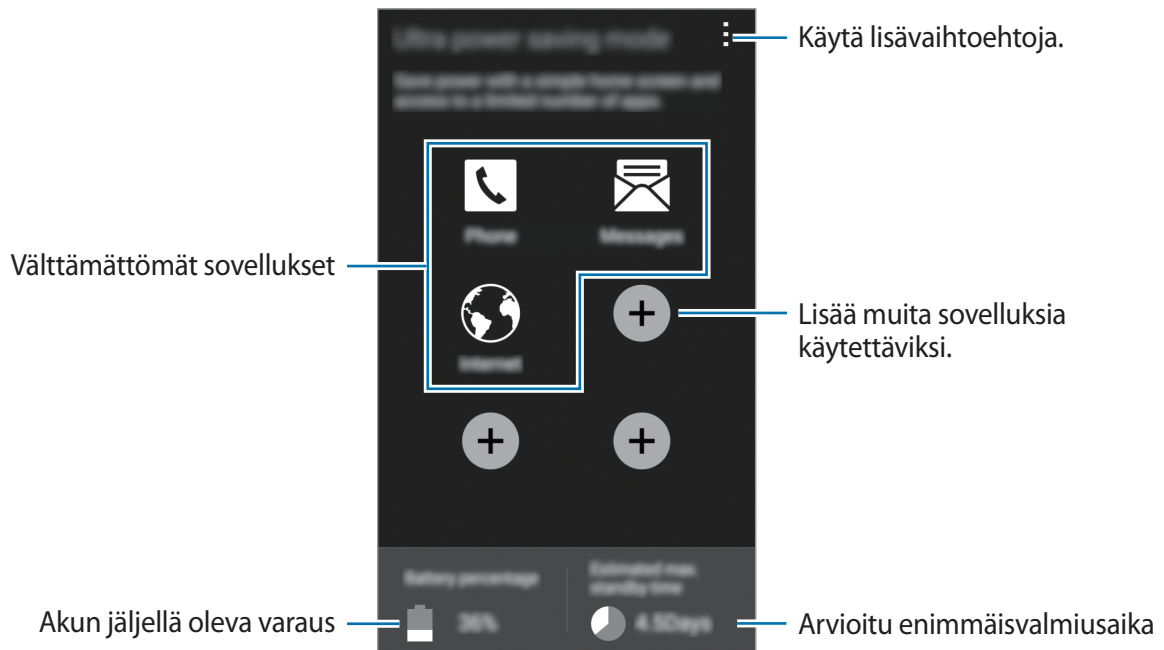 Ultra power saving mode
Käytä lisävaihtoehtoja.
Save power with a simple home screen and
access to a limited number of apps.
Phone
Messages
Välttämättömät sovellukset
Lisää muita sovelluksia
käytettäviksi.
Internet
Battery percentage
Estimated max.
standby time
Akun jäljellä oleva varaus
36%
4.5Days
Arvioitu enimmäisvalmiusaika